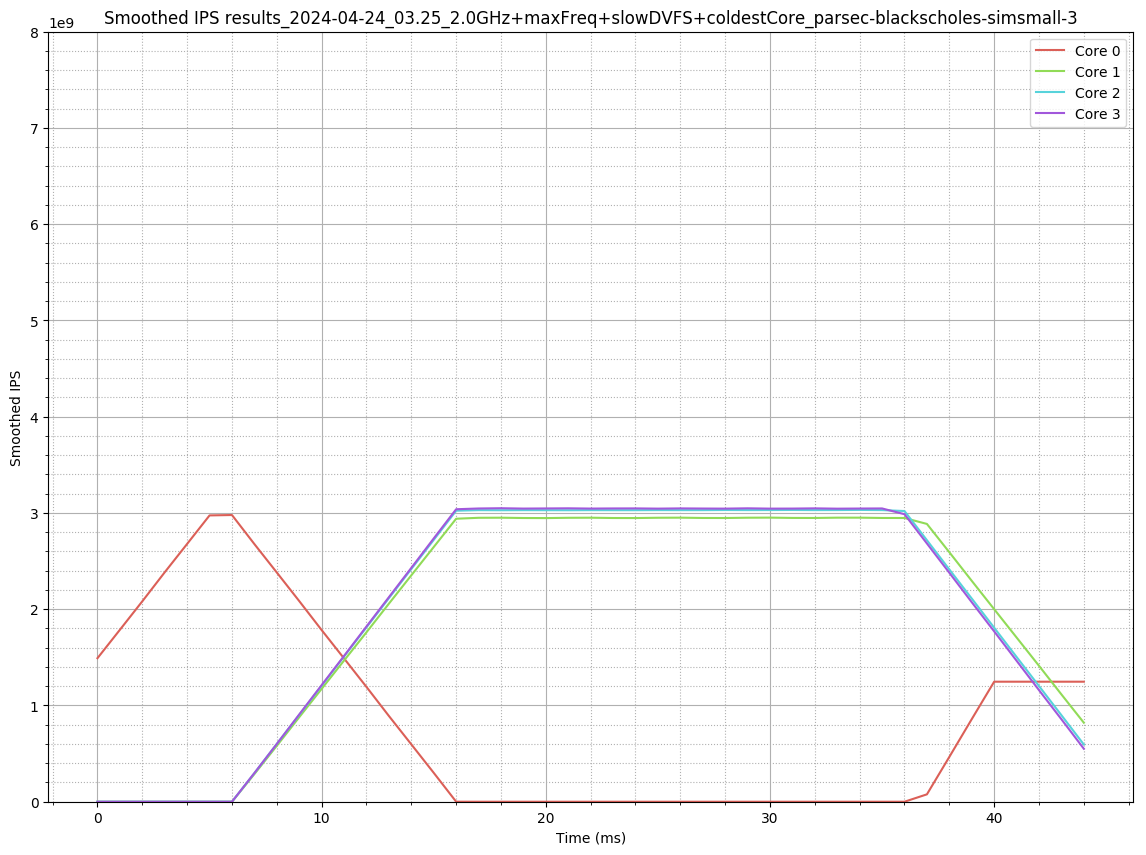 Smoothed IPS results_2024-04-24_03.25_2.0GHz+maxFreq+slowDVFS+coldestCore_parsec-blackscholes-simsmall-3
1e9
8
7
6
5
4
3
2
1
0
Smoothed IPS
Core 0
Core 1
Core 2
Core 3
0 10 20 30 40
Time (ms)